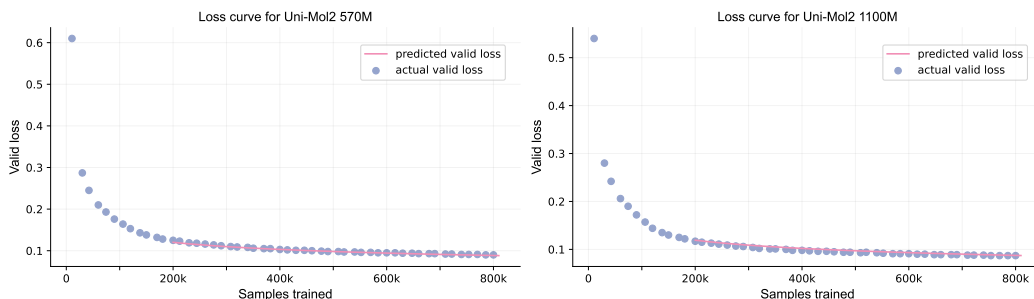 Loss curve for Uni-Mol2 570M
predicted valid loss
actual valid loss
Valid loss
0.6
0.5
0.4
0.3
0.2
0.1
0
200k
400k
600k
800k
Samples trained
Loss curve for Uni-Mol2 1100M
predicted valid loss
actual valid loss
Valid loss
0.5
0.4
0.3
0.2
0.1
0
200k
400k
600k
800k
Samples trained